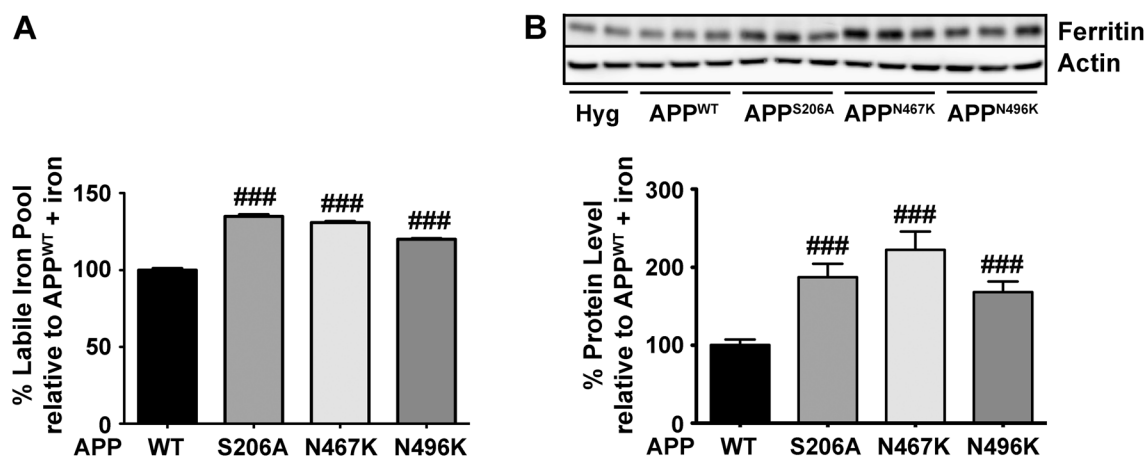 A
% Labile Iron Pool
relative to APPWT + iron
150
100
50
0
###
###
###
APP WT S206A N467K N496K
B
Ferritin
Actin
Hyg APPWT APPS206A APPN467K APPN496K
% Protein Level
relative to APPWT + iron
300
200
100
0
###
###
###
APP WT S206A N467K N496K